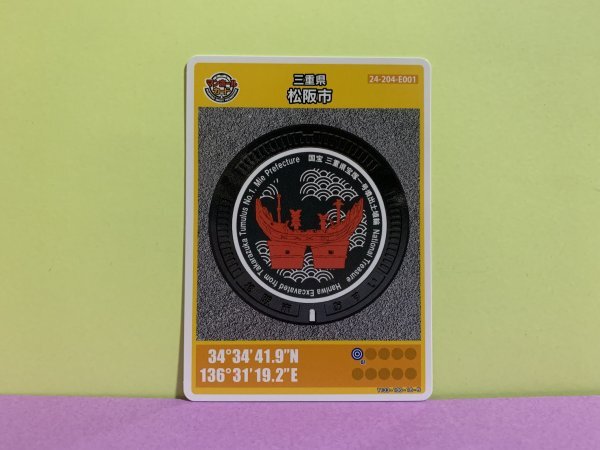 三重県
松阪市
24-204-E001
国宝 三重県宝塚一号墳出土埴輪
National Treasure Haniwa Excavated from Takarazuka Tumulus No 1. Mie Prefecture
34°34'41.9"N
136°31'19.2"E